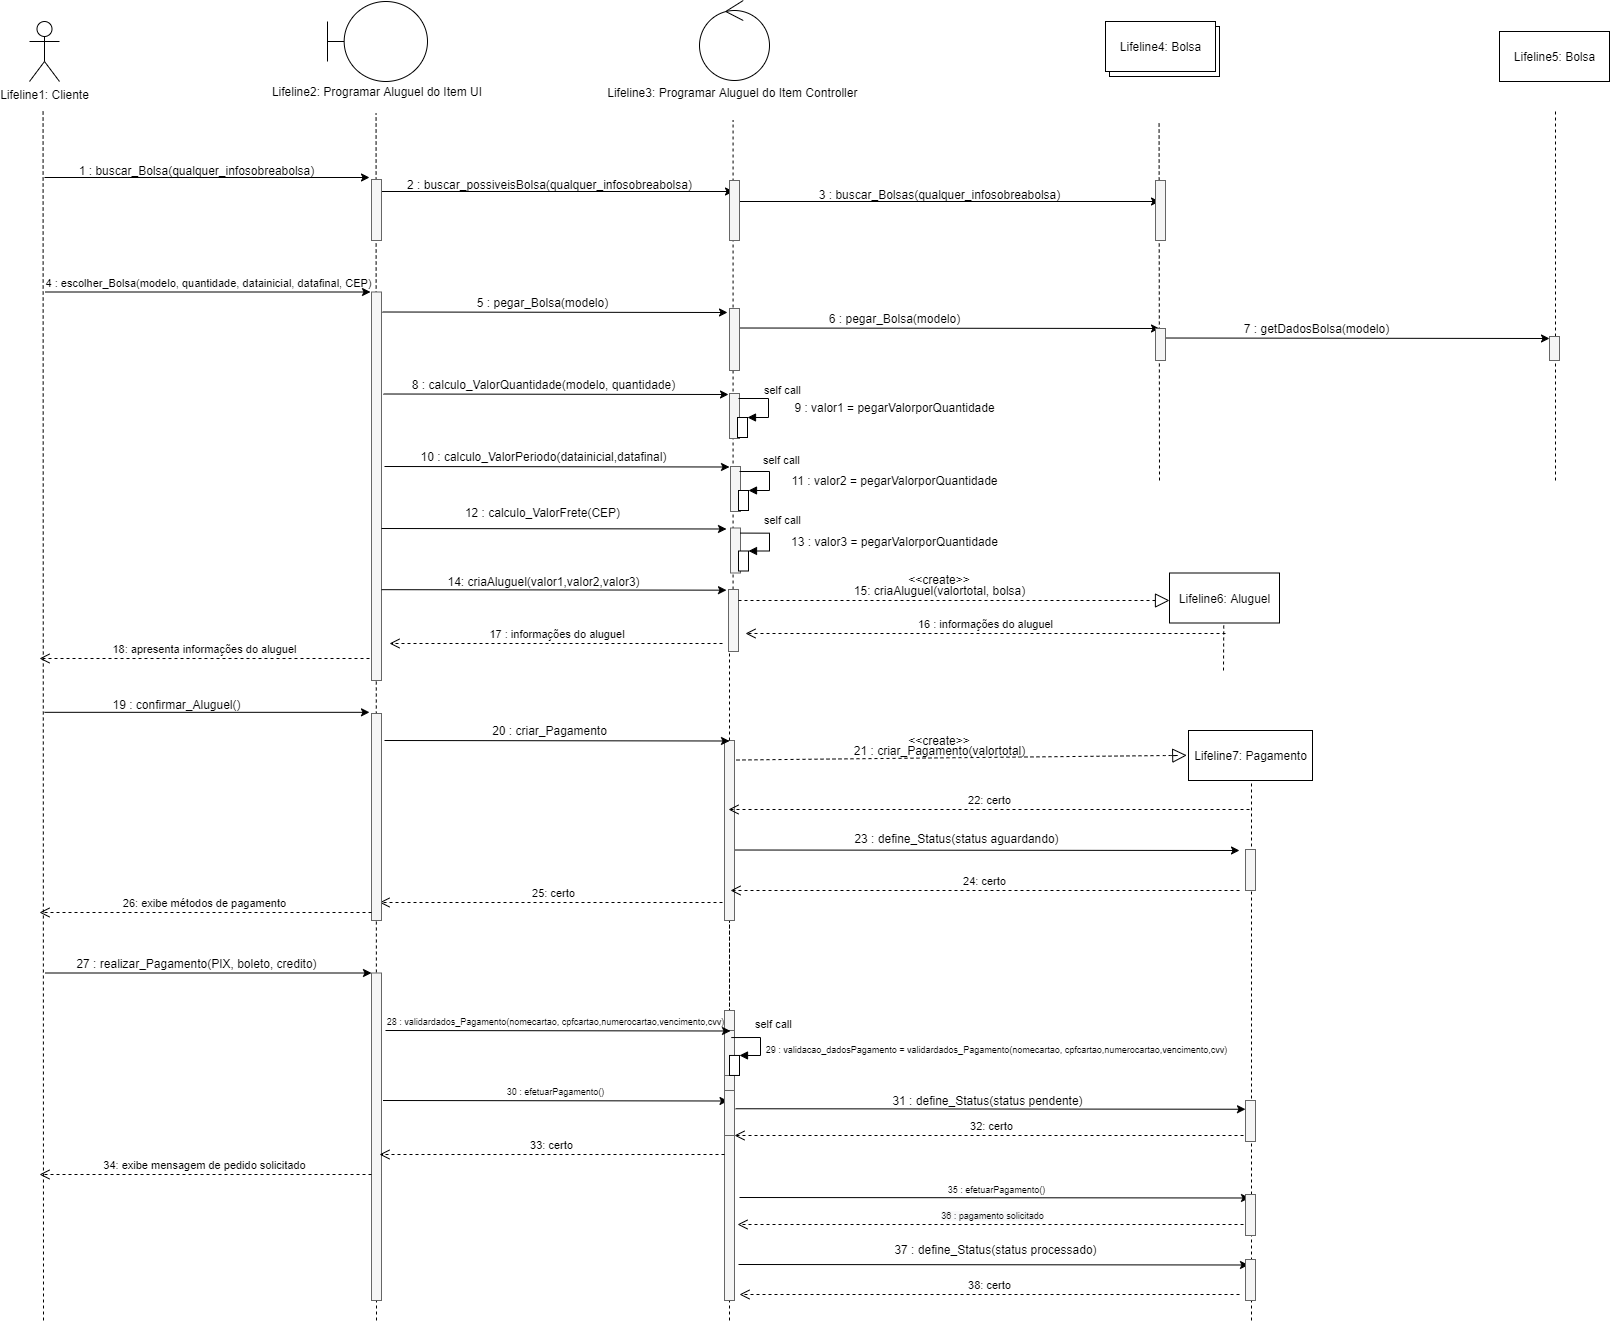 Lifeline1: Cliente
Lifeline2: Programar Aluguel do Item UI
Lifeline3: Programar Aluguel do Item Controller
Lifeline4: Bolsa
Lifeline5: Bolsa
1 : buscar_Bolsa(qualquer_infosobreabolsa)
2 : buscar_possiveisBolsa(qualquer_infosobreabolsa)
3 : buscar_Bolsas(qualquer_infosobreabolsa)
4 : escolher_Bolsa(modelo, quantidade, datainicial, datafinal, CEP)
5 : pegar_Bolsa(modelo)
6 : pegar_Bolsa(modelo)
7 : getDadosBolsa(modelo)
8 : calculo_ValorQuantidade(modelo, quantidade)
self call
9 : valor1 = pegarValorporQuantidade
10 : calculo_ValorPeriodo(datainicial,datafinal)
self call
11 : valor2 = pegarValorporQuantidade
12 : calculo_ValorFrete(CEP)
self call
13 : valor3 = pegarValorporQuantidade
14: criaAluguel(valor1,valor2,valor3)
<<create>>
15: criaAluguel(valortotal, bolsa)
Lifeline6: Aluguel
16 : informações do aluguel
17 : informações do aluguel
18: apresenta informações do aluguel
19 : confirmar_Aluguel()
20 : criar_Pagamento
<<create>>
21 : criar_Pagamento(valortotal)
Lifeline7: Pagamento
22: certo
23 : define_Status(status aguardando)
24: certo
25: certo
26: exibe métodos de pagamento
27 : realizar_Pagamento(PIX, boleto, credito)
28 : validardados_Pagamento(nomecartao, cpfcartao,numerocartao,vencimento,cvv)
self call
29 : validacao_dadosPagamento = validardados_Pagamento(nomecartao, cpfcartao,numerocartao,vencimento,cvv)
30 : efetuarPagamento()
31 : define_Status(status pendente)
32: certo
33: certo
34: exibe mensagem de pedido solicitado
35 : efetuarPagamento()
36 : pagamento solicitado
37 : define_Status(status processado)
38: certo